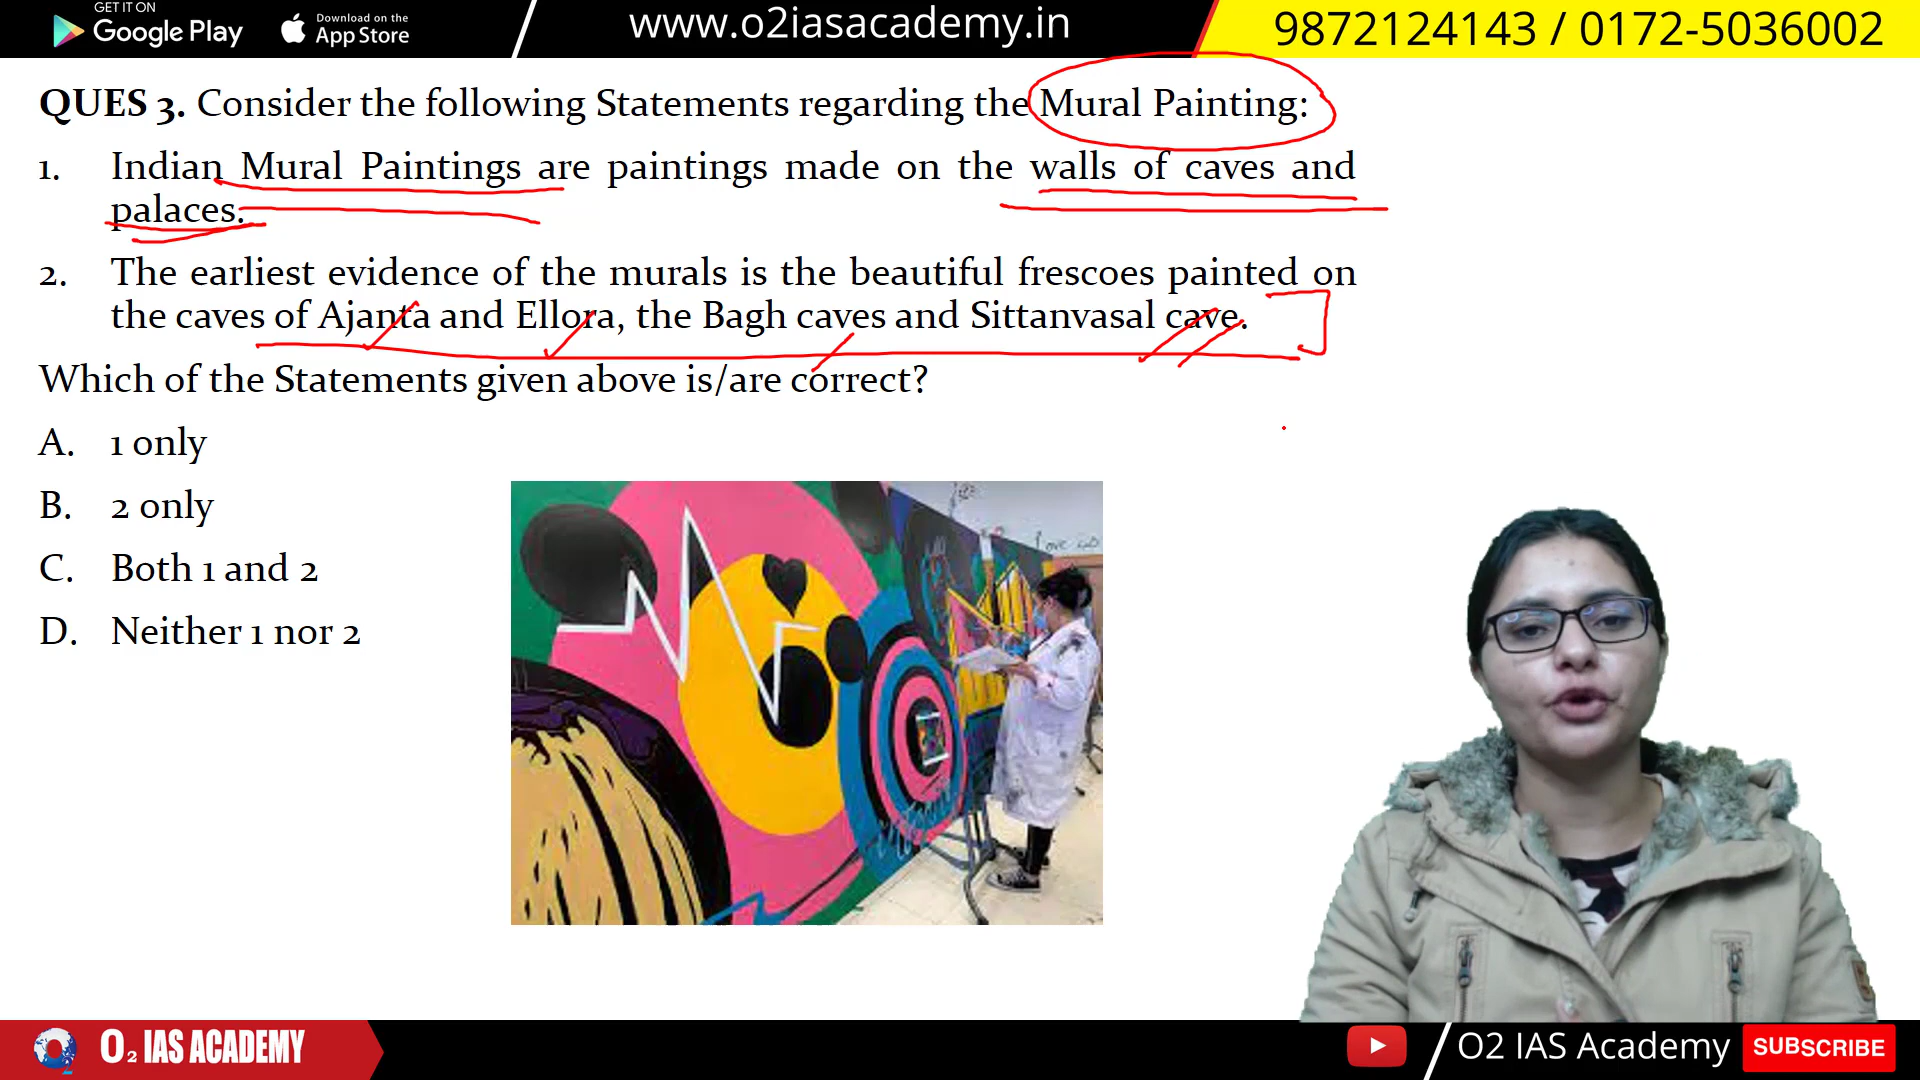 GET IT ON
Google Play
Download on the
App Store
www.o2iasacademy.in
9872124143 / 0172-5036002
QUES 3. Consider the following Statements regarding the Mural Painting:
1. Indian Mural Paintings are paintings made on the walls of caves and
palaces.
2. The earliest evidence of the murals is the beautiful frescoes painted on
the caves of Ajanta and Ellora, the Bagh caves and Sittanvasal cave.
Which of the Statements given above is/are correct?
A. 1 only
B. 2 only
C. Both 1 and 2
D. Neither 1 nor 2
O2 IAS ACADEMY
O2 IAS Academy
SUBSCRIBE